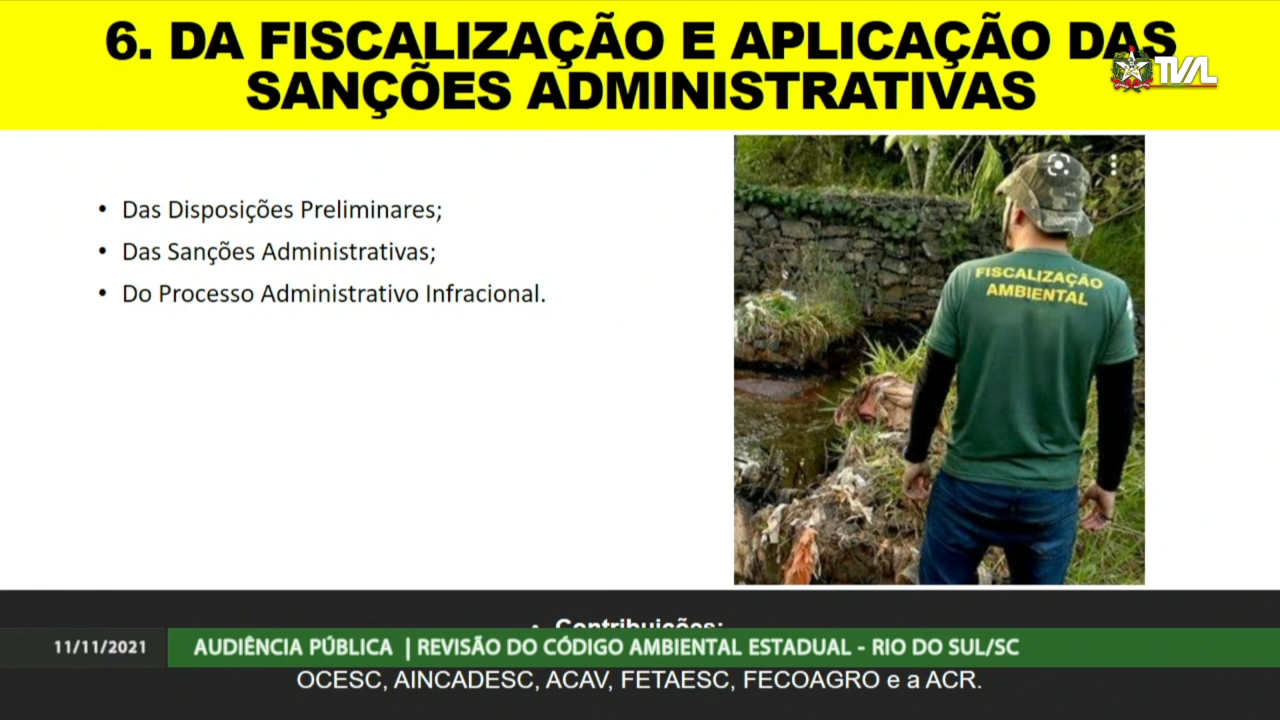 6. DA FISCALIZAÇÃO E APLICAÇÃO DAS
SANÇÕES ADMINISTRATIVAS
TVAL
• Das Disposições Preliminares;
• Das Sanções Administrativas;
• Do Processo Administrativo Infracional.
FISCALIZAÇÃO
AMBIENTAL
• Contribuições:
11/11/2021
AUDIÊNCIA PÚBLICA | REVISÃO DO CÓDIGO AMBIENTAL ESTADUAL - RIO DO SUL/SC
OCESC, AINCADESC, ACAV, FETAESC, FECOAGRO e a ACR.